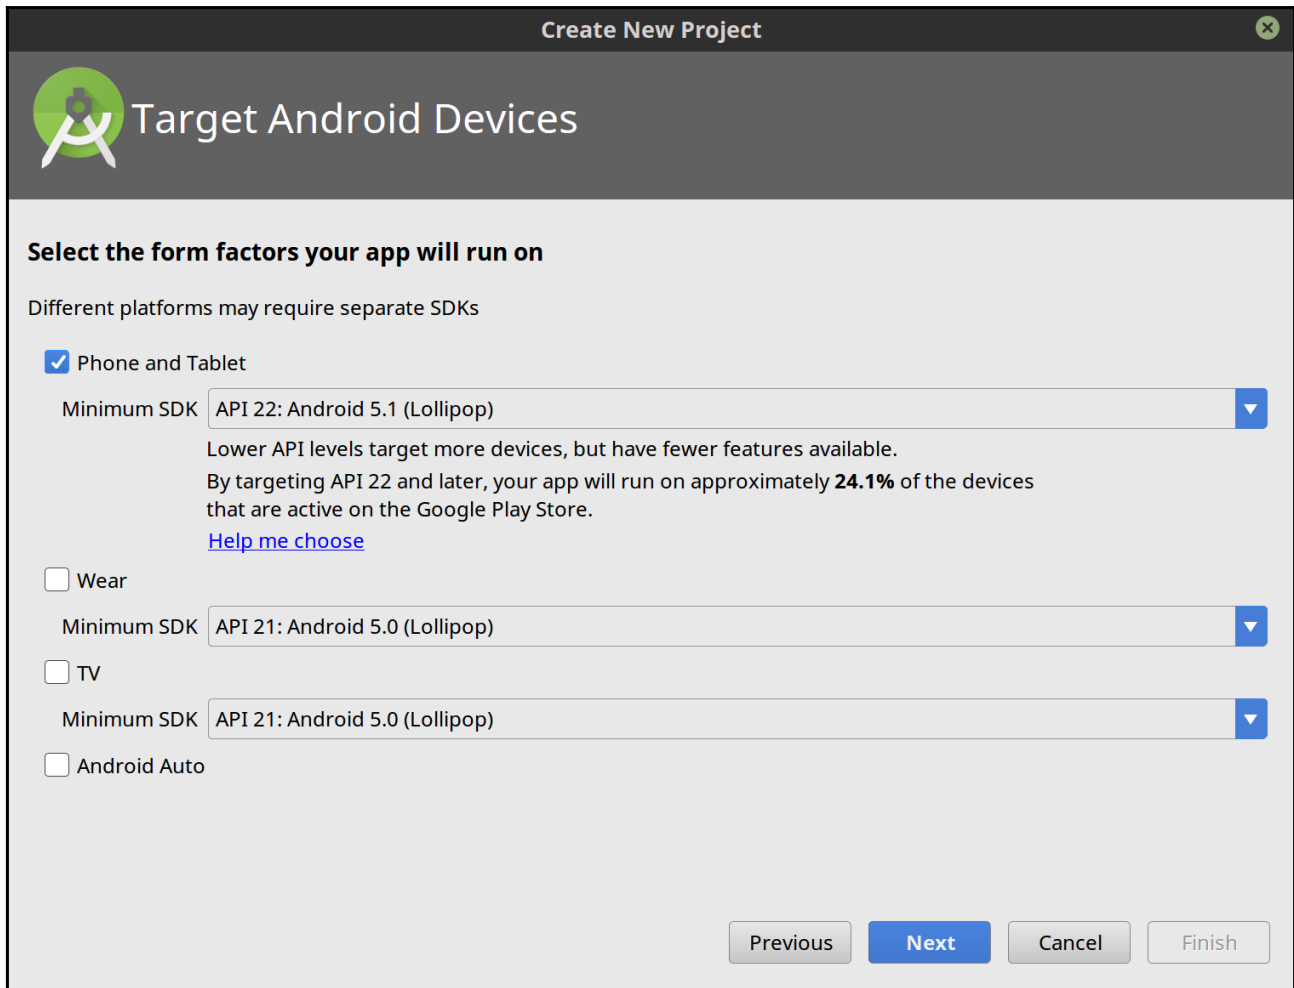 Create New Project
Target Android Devices
Select the form factors your app will run on
Different platforms may require separate SDKs
Phone and Tablet
Minimum SDK API 22: Android 5.1 (Lollipop)
Lower API levels target more devices, but have fewer features available.
By targeting API 22 and later, your app will run on approximately 24.1% of the devices
that are active on the Google Play Store.
Help me choose
Wear
Minimum SDK API 21: Android 5.0 (Lollipop)
TV
Minimum SDK API 21: Android 5.0 (Lollipop)
Android Auto
Previous Next Cancel Finish